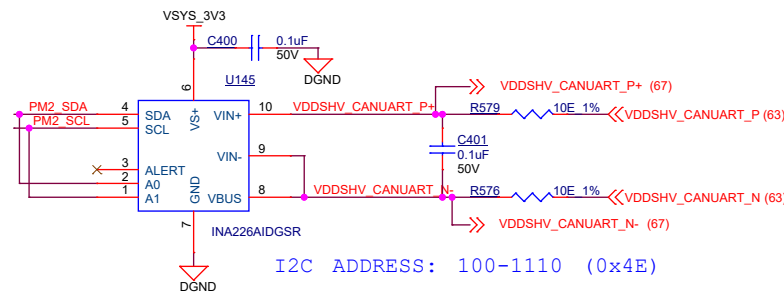 VSYS_3V3
C400
0.1uF
50V
DGND
U145
6
VS+
PM2_SDA
4
SDA
PM2_SCL
5
SCL
3
ALERT
2
A0
1
A1
GND
7
VIN+
10
VIN-
9
VBUS
8
INA226AIDGSR
DGND
VDDSHV_CANUART_P+
VDDSHV_CANUART_P+ (67)
R579
10E_1%
VDDSHV_CANUART_P (63)
C401
0.1uF
50V
VDDSHV_CANUART_N-
R576
10E_1%
VDDSHV_CANUART_N (63)
VDDSHV_CANUART_N- (67)
I2C ADDRESS: 100-1110 (0x4E)